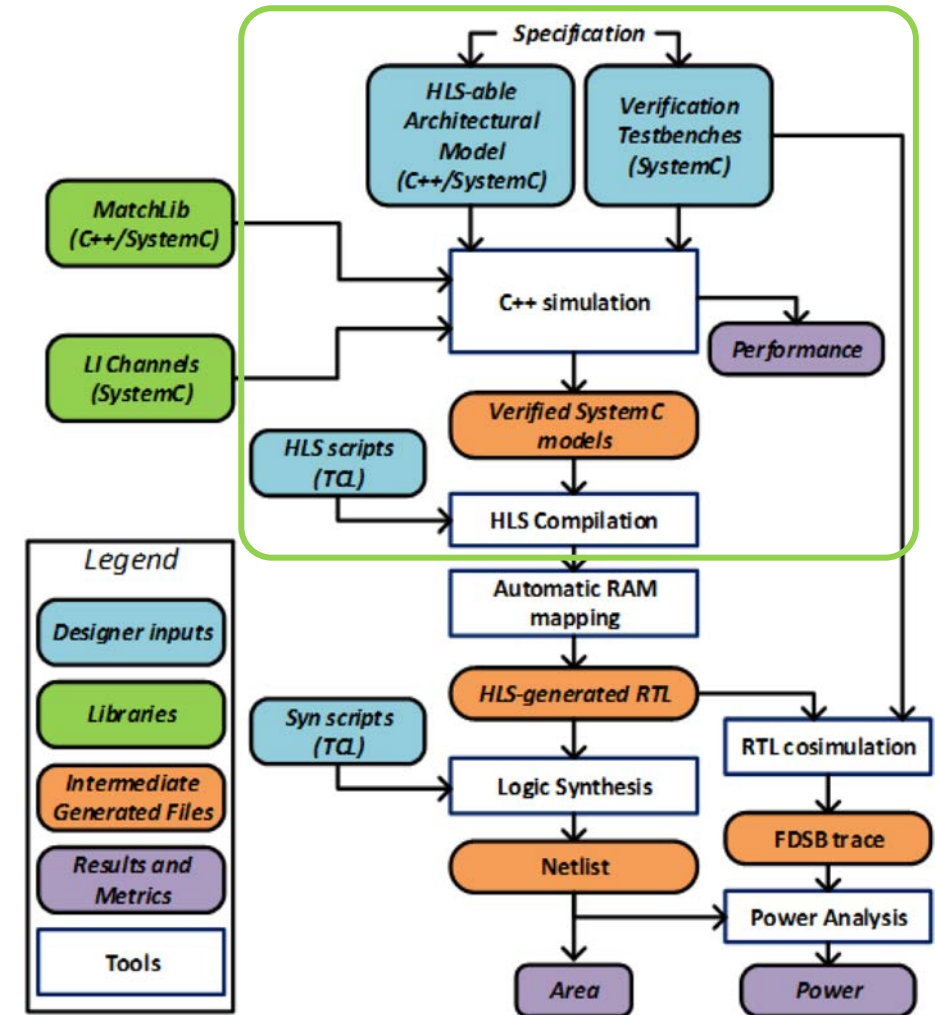 Specification
HLS-able
Architectural
Model
(C++/SystemC)
Verification
Testbenches
(SystemC)
MatchLib
(C++/SystemC)
C++ simulation
LI Channels
(SystemC)
Performance
Verified SystemC
models
HLS scripts
(TCL)
HLS Compilation
Legend
Designer inputs
Libraries
Intermediate
Generated Files
Results and
Metrics
Tools
Automatic RAM
mapping
HLS-generated RTL
Syn scripts
(TCL)
RTL cosimulation
Logic Synthesis
FDSB trace
Netlist
Power Analysis
Area
Power